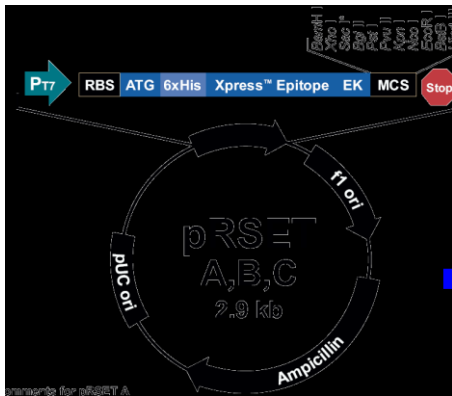 BamH I
Xho I
Sac I*
Bgl II
Pst I
Pvu II
Kpn I
Nco I
EcoR I
BstB I
PT7 RBS ATG 6xHis Xpress™ Epitope EK MCS Stop
f1 ori
pRSET
A,B,C
2.9 kb
pUC ori
Ampicillin
for pRSET A